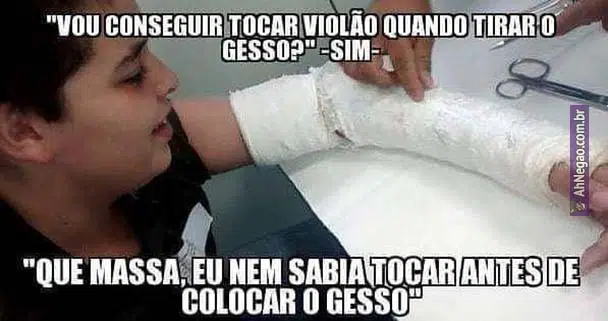 "VOU CONSEGUIR TOCAR VIOLÃO QUANDO TIRAR O
GESSO?" -SIM-
AhNegao.com.br
"QUE MASSA, EU NEM SABIA TOCAR ANTES DE
COLOCAR O GESSO"